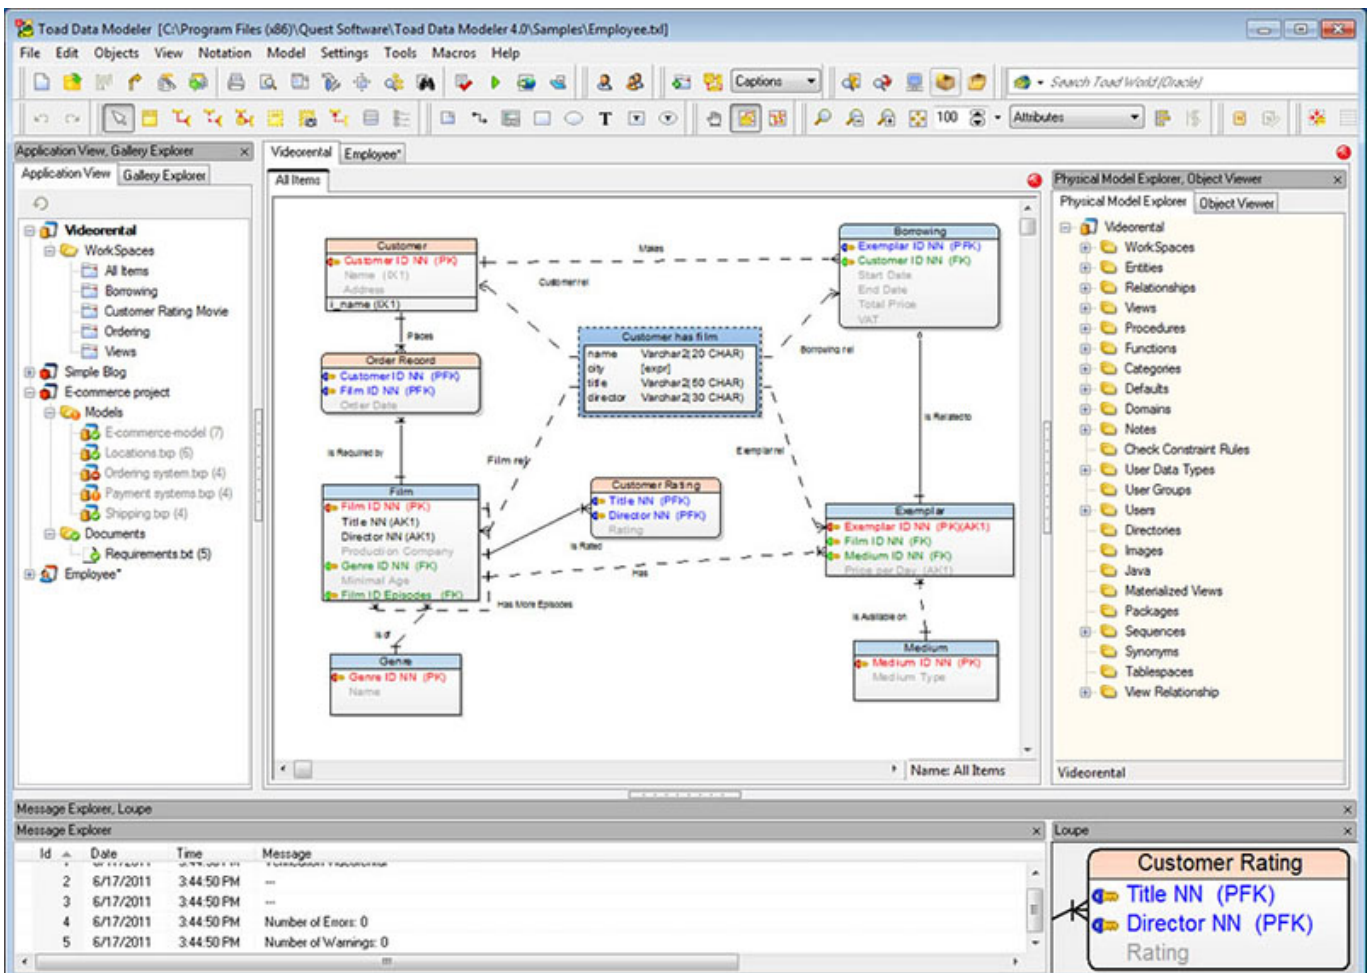 Toad Data Modeler [C:\Program Files (x86)\Quest Software\Toad Data Modeler 4.0\Samples\Employee.txl]
File Edit Objects View Notation Model Settings Tools Macros Help
Captions
Search Toad World (Oracle)
T
100
Attributes
Application View, Gallery Explorer
Application View Gallery Explorer
Videorental
WorkSpaces
All Items
Borrowing
Customer Rating Movie
Ordering
Views
Simple Blog
E-commerce project
Models
E-commerce-model (7)
Locations.txp (6)
Ordering system.txp (4)
Payment systems.txp (4)
Shipping.txp (4)
Documents
Requirements.txt (5)
Employee*
Videorental Employee*
All Items
Customer
Customer ID NN (PK)
Name (IX1)
Address
i_name (IX1)
Makes
Customer rel
Borrowing
Exemplar ID NN (PFK)
Customer ID NN (FK)
Start Date
End Date
Total Price
VAT
Places
Customer has film
name Varchar2(20 CHAR)
city [expr]
title Varchar2(50 CHAR)
director Varchar2(30 CHAR)
Borrowing rel
Order Record
Customer ID NN (PFK)
Film ID NN (PFK)
Order Date
Is Related to
Is Required by
Film rel
Exemplar rel
Customer Rating
Title NN (PFK)
Director NN (PFK)
Rating
Is Rated
Film
Film ID NN (PK)
Title NN (AK1)
Director NN (AK1)
Production Company
Genre ID NN (FK)
Minimal Age
Film ID Episodes (FK)
Has
Has More Episodes
Exemplar
Exemplar ID NN (PK)(AK1)
Film ID NN (FK)
Medium ID NN (FK)
Price per Day (AK1)
Is of
Is Available on
Genre
Genre ID NN (PK)
Name
Medium
Medium ID NN (PK)
Medium Type
Name: All Items
Physical Model Explorer, Object Viewer
Physical Model Explorer Object Viewer
Videorental
WorkSpaces
Entities
Relationships
Views
Procedures
Functions
Categories
Defaults
Domains
Notes
Check Constraint Rules
User Data Types
User Groups
Users
Directories
Images
Java
Materialized Views
Packages
Sequences
Synonyms
Tablespaces
View Relationship
Videorental
Message Explorer, Loupe
Message Explorer
Id Date Time Message
2 6/17/2011 3:44:50 PM ---
3 6/17/2011 3:44:50 PM ---
4 6/17/2011 3:44:50 PM Number of Errors: 0
5 6/17/2011 3:44:50 PM Number of Warnings: 0
Loupe
Customer Rating
Title NN (PFK)
Director NN (PFK)
Rating